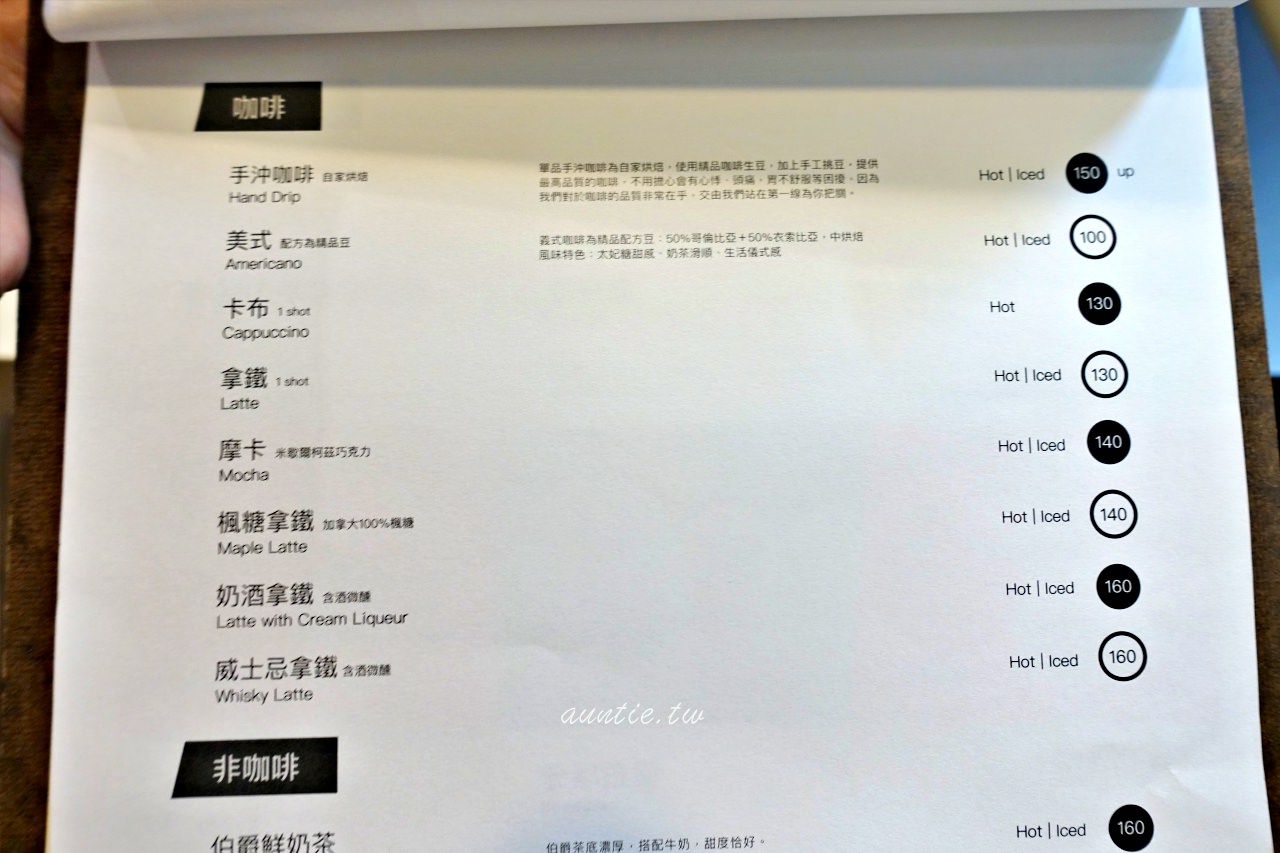 咖啡
手沖咖啡 自家烘焙
Hand Drip
單品手沖咖啡為自家烘焙，使用精品咖啡生豆，加上手工挑豆，提供
最高品質的咖啡，不用擔心會有心悸、頭痛、胃不舒服等困擾，因為
我們對於咖啡的品質非常在乎，交由我們站在第一線為你把關。
Hot | Iced 150 up
美式 配方為精品豆
Americano
義式咖啡為精品配方豆：50%哥倫比亞+50%衣索比亞，中烘焙
風味特色：太妃糖甜感、奶茶滑順、生活儀式感
Hot | Iced 100
卡布 1 shot
Cappuccino
Hot 130
拿鐵 1 shot
Latte
Hot | Iced 130
摩卡 米歇爾柯茲巧克力
Mocha
Hot | Iced 140
楓糖拿鐵 加拿大100%楓糖
Maple Latte
Hot | Iced 140
奶酒拿鐵 含酒微醺
Latte with Cream Liqueur
Hot | Iced 160
威士忌拿鐵 含酒微醺
Whisky Latte
Hot | Iced 160
auntie.tw
非咖啡
伯爵鮮奶茶
伯爵茶底濃厚，搭配牛奶，甜度恰好。
Hot | Iced 160